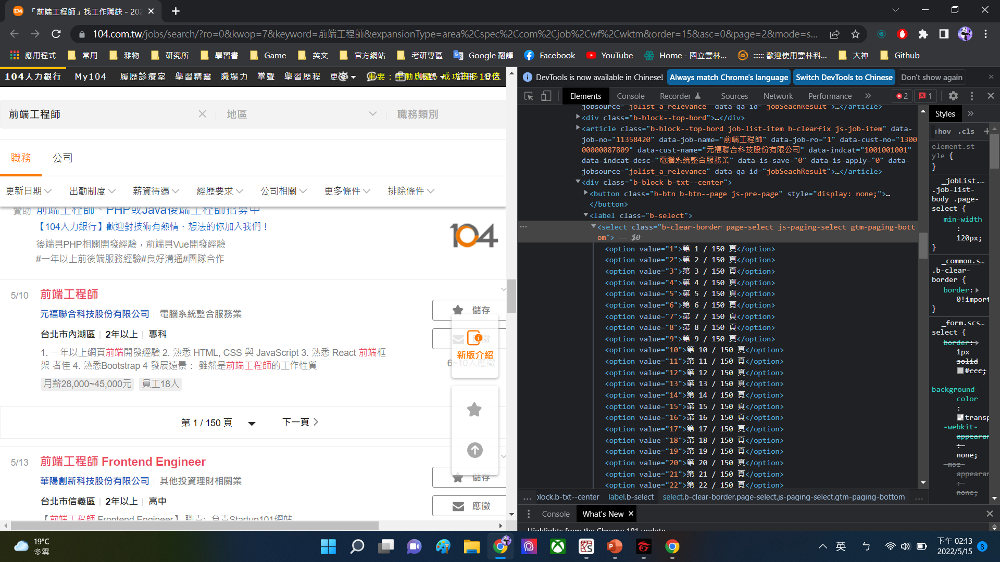 「前端工程師」找工作職缺 - 202
104.com.tw/jobs/search/?ro=0&kwop=7&keyword=前端工程師&expansionType=area%2Cspec%2Ccom%2Cjob%2Cwf%2Cwktm&order=15&asc=0&page=2&mode=s...
應用程式 常用 雜物 研究所 學習書 Game 英文 官方網站 考研專區 Google 翻譯 Facebook YouTube Home - 國立雲林... :::::: 歡迎使用雲林科... 大神 Github
104人力銀行 My104 履歷診療室 學習精靈 職場力 掌聲 學習歷程
前端工程師 地區 職務類別
職務 公司
更新日期 出勤制度 薪資待遇 經歷要求 公司相關 更多條件 排除條件
贊助 前端工程師、PHP或Java後端工程師招募中
【104人力銀行】歡迎對技術有熱情、想法的你加入我們！
104
後端具PHP相關開發經驗，前端具Vue開發經驗
#一年以上前後端服務經驗#良好溝通#團隊合作
5/10 前端工程師
儲存
元福聯合科技股份有限公司 電腦系統整合服務業
台北市內湖區 2年以上 專科
1. 一年以上網頁前端開發經驗 2. 熟悉 HTML, CSS 與 JavaScript 3. 熟悉 React 前端框
架 者佳 4. 熟悉Bootstrap 4 發展遠景： 雖然是前端工程師的工作性質
新版介紹
6~10人應徵
月薪28,000~45,000元 員工18人
第 1 / 150 頁 下一頁
5/13 前端工程師 Frontend Engineer
儲存
華陽創新科技股份有限公司 其他投資理財相關業
台北市信義區 2年以上 高中
應徵
【前端工程師 Frontend Engineer 】 職責: 負責Startup101網站
DevTools is now available in Chinese! Always match Chrome's language Switch DevTools to Chinese Don't show again
Elements Console Recorder Sources Network Performance 2 1
jobsource="jolist_a_relevance" data-qa-id="jobSeachResult">…</article>
<div class="b-block--top-bord">…</div>
<article class="b-block--top-bord job-list-item b-clearfix js-job-item" data-
job-no="11358420" data-job-name="前端工程師" data-job-ro="1" data-cust-no="1300
00000087809" data-cust-name="元福聯合科技股份有限公司" data-indcat="1001001001"
data-indcat-desc="電腦系統整合服務業" data-is-save="0" data-is-apply="0" data-
jobsource="jolist_a_relevance" data-qa-id="jobSeachResult">…</article>
<div class="b-block b-txt--center">
<button class="b-btn b-btn--page js-pre-page" style="display: none;">…
</button>
<label class="b-select">
<select class="b-clear-border page-select js-paging-select gtm-paging-bott
om"> == $0
<option value="1">第 1 / 150 頁</option>
<option value="2">第 2 / 150 頁</option>
<option value="3">第 3 / 150 頁</option>
<option value="4">第 4 / 150 頁</option>
<option value="5">第 5 / 150 頁</option>
<option value="6">第 6 / 150 頁</option>
<option value="7">第 7 / 150 頁</option>
<option value="8">第 8 / 150 頁</option>
<option value="9">第 9 / 150 頁</option>
<option value="10">第 10 / 150 頁</option>
<option value="11">第 11 / 150 頁</option>
<option value="12">第 12 / 150 頁</option>
<option value="13">第 13 / 150 頁</option>
<option value="14">第 14 / 150 頁</option>
<option value="15">第 15 / 150 頁</option>
<option value="16">第 16 / 150 頁</option>
<option value="17">第 17 / 150 頁</option>
<option value="18">第 18 / 150 頁</option>
<option value="19">第 19 / 150 頁</option>
<option value="20">第 20 / 150 頁</option>
<option value="21">第 21 / 150 頁</option>
<option value="22">第 22 / 150 頁</option>
... block.b-txt--center label.b-select select.b-clear-border.page-select.js-paging-select.gtm-paging-bottom ...
Console What's New
Highlights from the Chrome 101 update
Styles
:hov .cls +
element.st
yle {
}
_jobList.…
.job-list-
body .page-
select {
min-width
:
120px;
}
_common.s…
.b-clear-
border {
border:
0!import
}
_form.scs…
select {
border:
1px
solid
#ccc;
background-
color
:
transp
-webkit-
appearan
:
none;
-moz-
appearan
:
none;
19°C
多雲
英 ㄅ
下午 02:13
2022/5/15
8